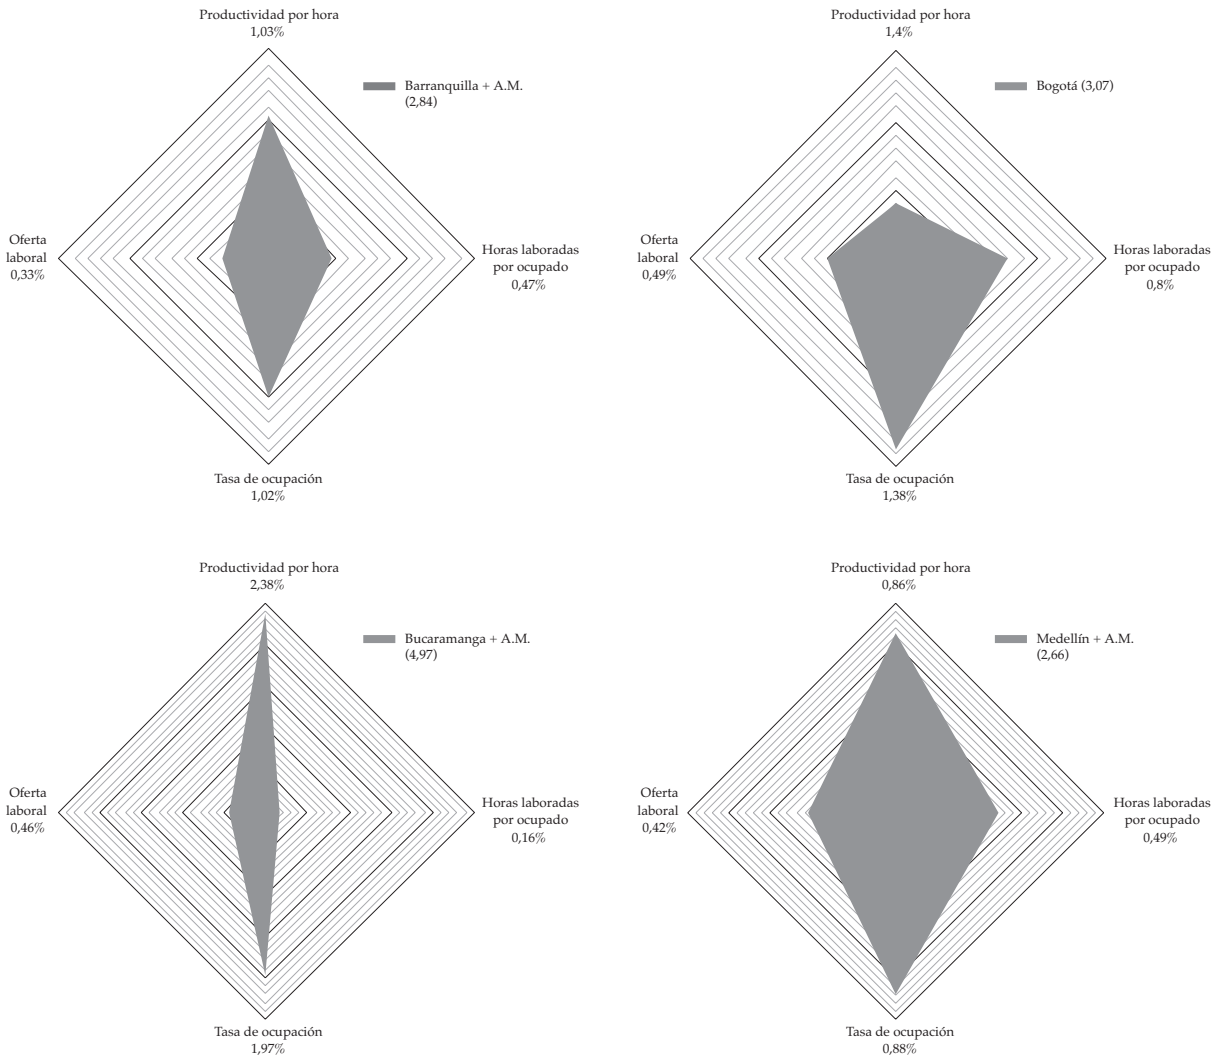 Productividad por hora
1,03%
Barranquilla + A.M.
(2,84)
Oferta
laboral
0,33%
Horas laboradas
por ocupado
0,47%
Tasa de ocupación
1,02%
Productividad por hora
1,4%
Bogotá (3,07)
Oferta
laboral
0,49%
Horas laboradas
por ocupado
0,8%
Tasa de ocupación
1,38%
Productividad por hora
2,38%
Bucaramanga + A.M.
(4,97)
Oferta
laboral
0,46%
Horas laboradas
por ocupado
0,16%
Tasa de ocupación
1,97%
Productividad por hora
0,86%
Medellín + A.M.
(2,66)
Oferta
laboral
0,42%
Horas laboradas
por ocupado
0,49%
Tasa de ocupación
0,88%